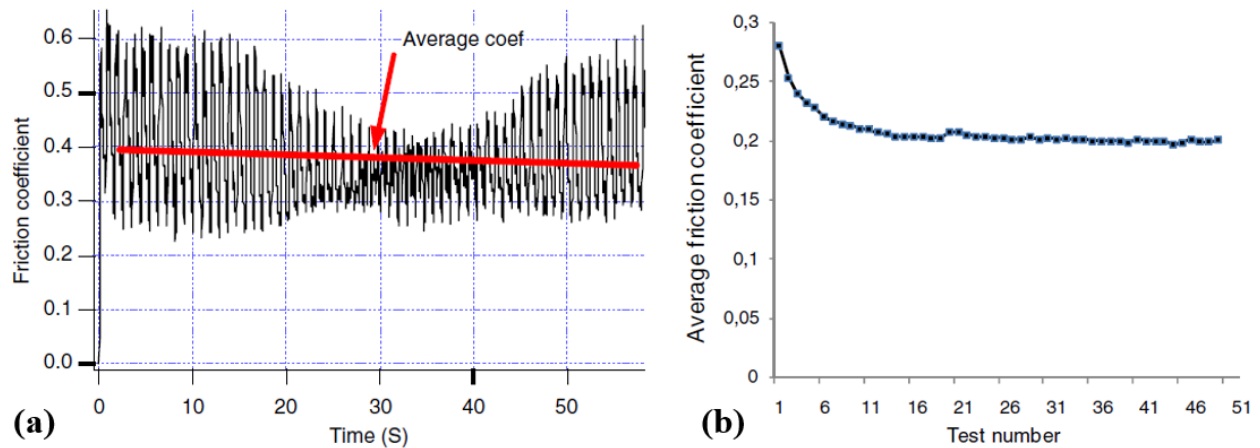 Friction coefficient
0.6
0.5
0.4
0.3
0.2
0.1
0.0
Average coef
0 10 20 30 40 50
Time (S)
(a)
Average friction coefficient
0,3
0,25
0,2
0,15
0,1
0,05
0
1 6 11 16 21 26 31 36 41 46 51
Test number
(b)